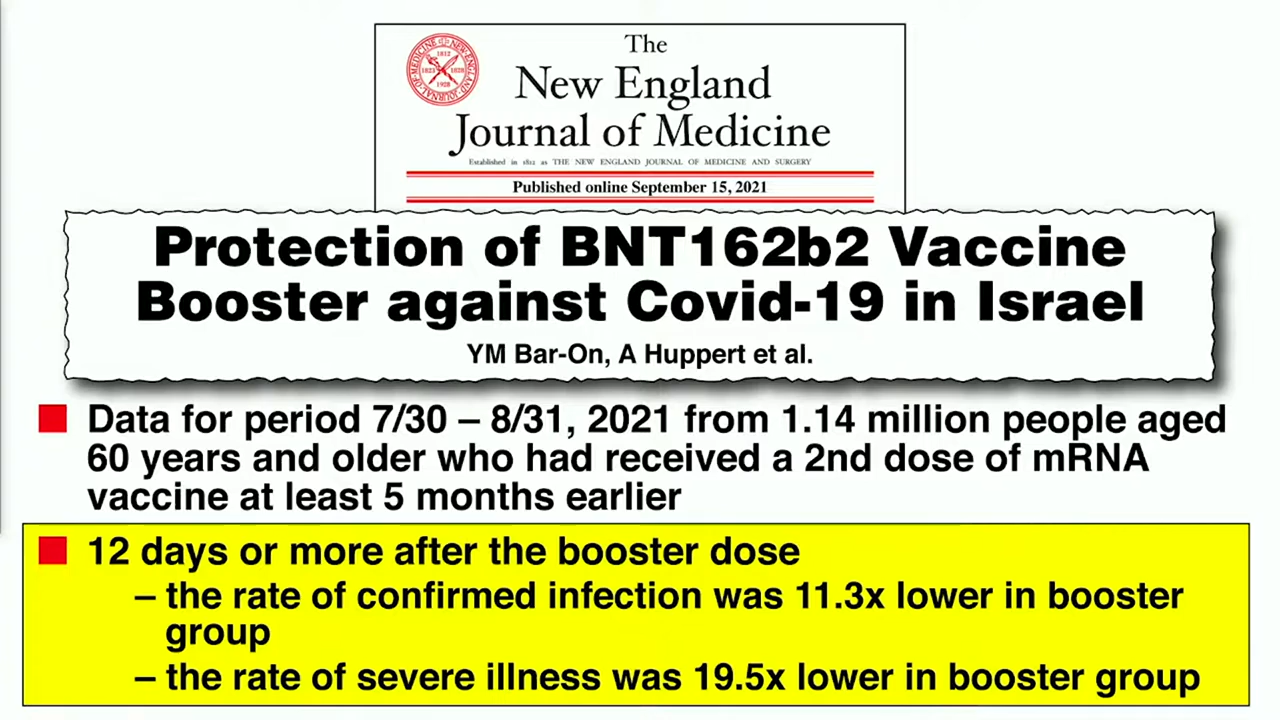 The
New England
Journal of Medicine
Established in 1812 as THE NEW ENGLAND JOURNAL OF MEDICINE AND SURGERY
Published online September 15, 2021
Protection of BNT162b2 Vaccine
Booster against Covid-19 in Israel
YM Bar-On, A Huppert et al.
Data for period 7/30 – 8/31, 2021 from 1.14 million people aged
60 years and older who had received a 2nd dose of mRNA
vaccine at least 5 months earlier
12 days or more after the booster dose
– the rate of confirmed infection was 11.3x lower in booster
group
– the rate of severe illness was 19.5x lower in booster group